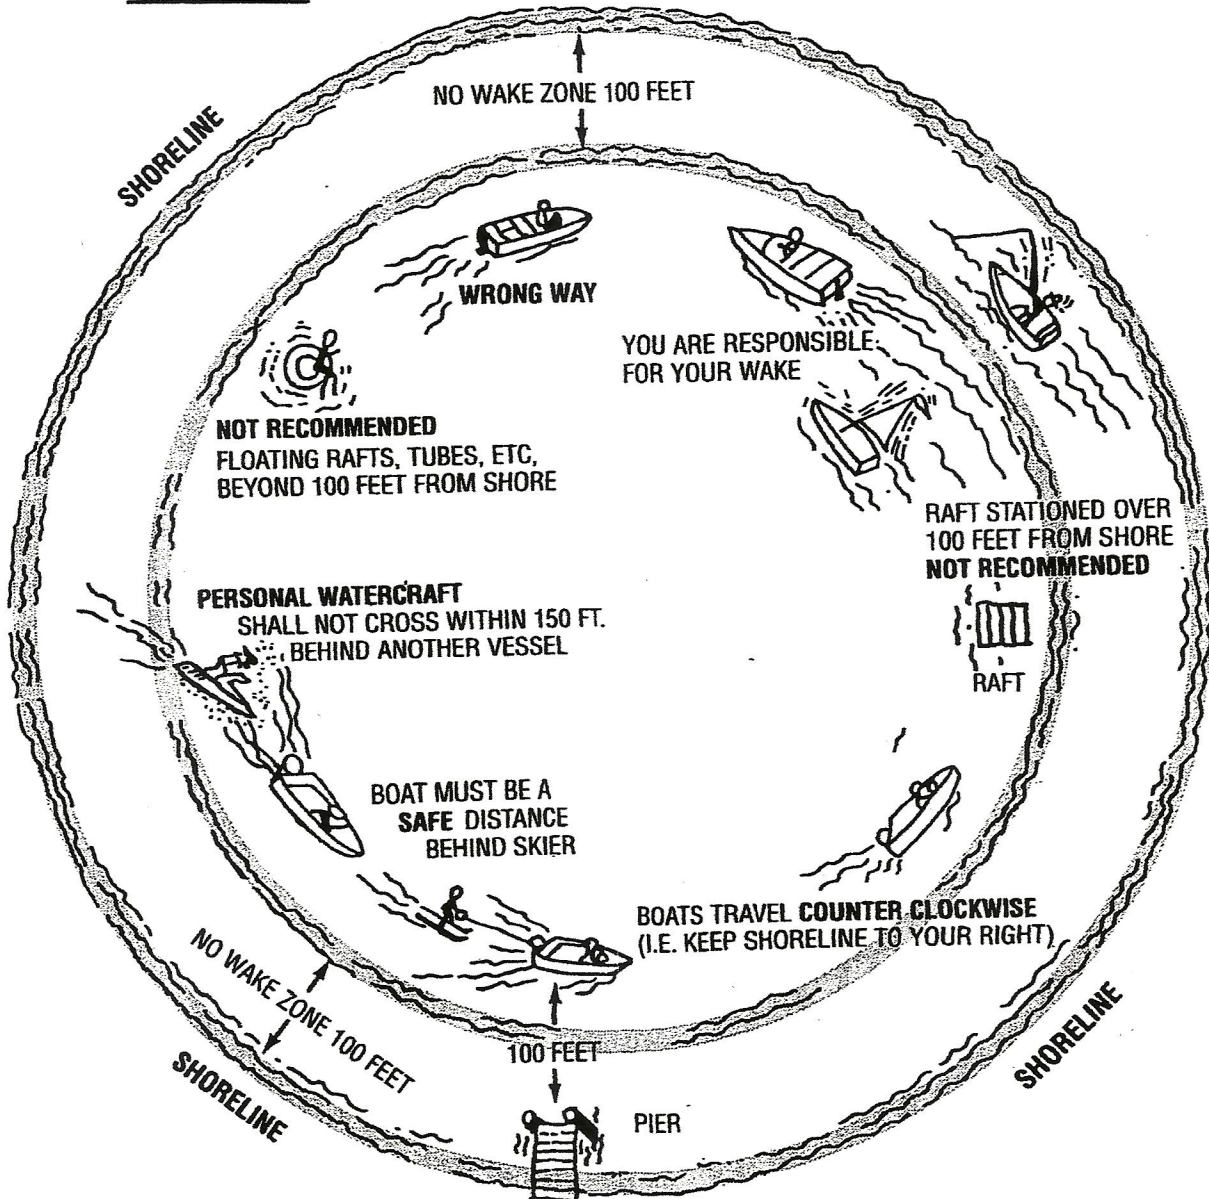 NO WAKE ZONE 100 FEET
SHORELINE
WRONG WAY
YOU ARE RESPONSIBLE
FOR YOUR WAKE
NOT RECOMMENDED
FLOATING RAFTS, TUBES, ETC,
BEYOND 100 FEET FROM SHORE
RAFT STATIONED OVER
100 FEET FROM SHORE
NOT RECOMMENDED
RAFT
PERSONAL WATERCRAFT
SHALL NOT CROSS WITHIN 150 FT.
BEHIND ANOTHER VESSEL
BOAT MUST BE A
SAFE DISTANCE
BEHIND SKIER
BOATS TRAVEL COUNTER CLOCKWISE
(I.E. KEEP SHORELINE TO YOUR RIGHT)
NO WAKE ZONE 100 FEET
SHORELINE
100 FEET
PIER
SHORELINE